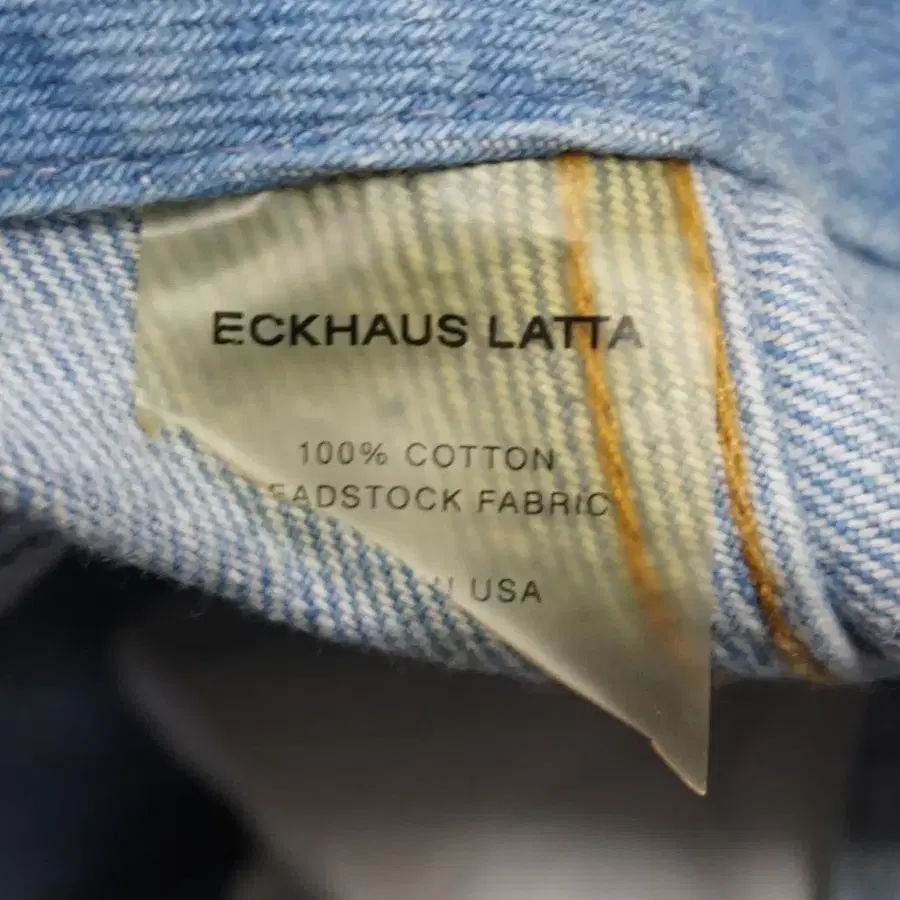 ECKHAUS LATTA
100% COTTON
EADSTOCK FABRIC
USA